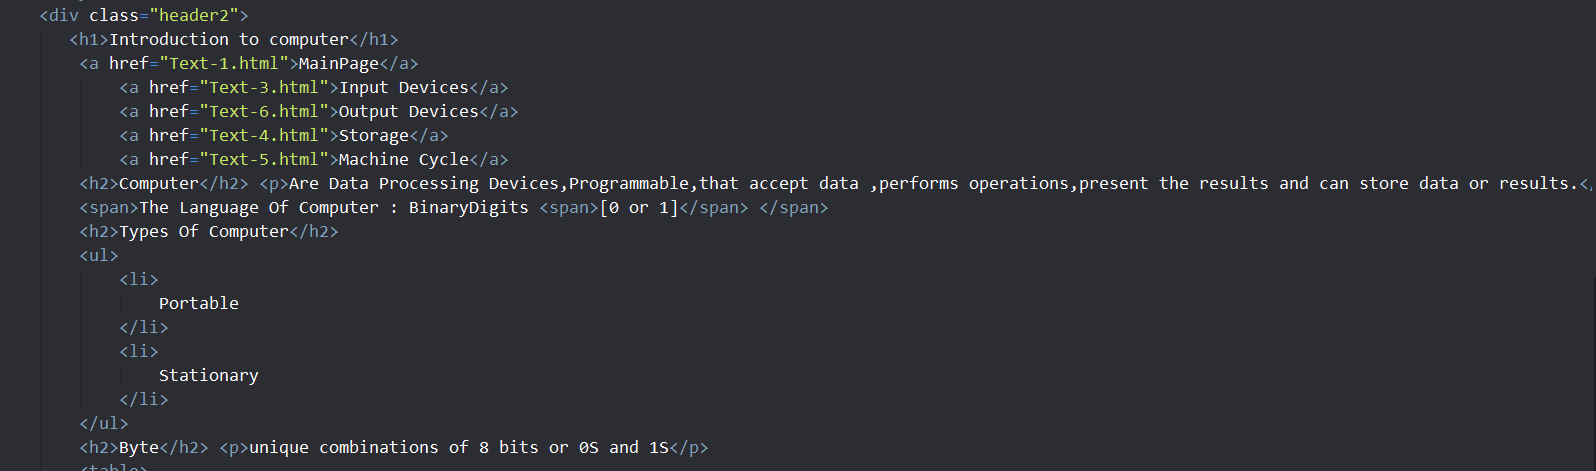 <div class="header2">
<h1>Introduction to computer</h1>
<a href="Text-1.html">MainPage</a>
<a href="Text-3.html">Input Devices</a>
<a href="Text-6.html">Output Devices</a>
<a href="Text-4.html">Storage</a>
<a href="Text-5.html">Machine Cycle</a>
<h2>Computer</h2> <p>Are Data Processing Devices,Programmable,that accept data ,performs operations,present the results and can store data or results.<
<span>The Language Of Computer : BinaryDigits <span>[0 or 1]</span> </span>
<h2>Types Of Computer</h2>
<ul>
<li>
Portable
</li>
<li>
Stationary
</li>
</ul>
<h2>Byte</h2> <p>unique combinations of 8 bits or 0S and 1S</p>
<table>